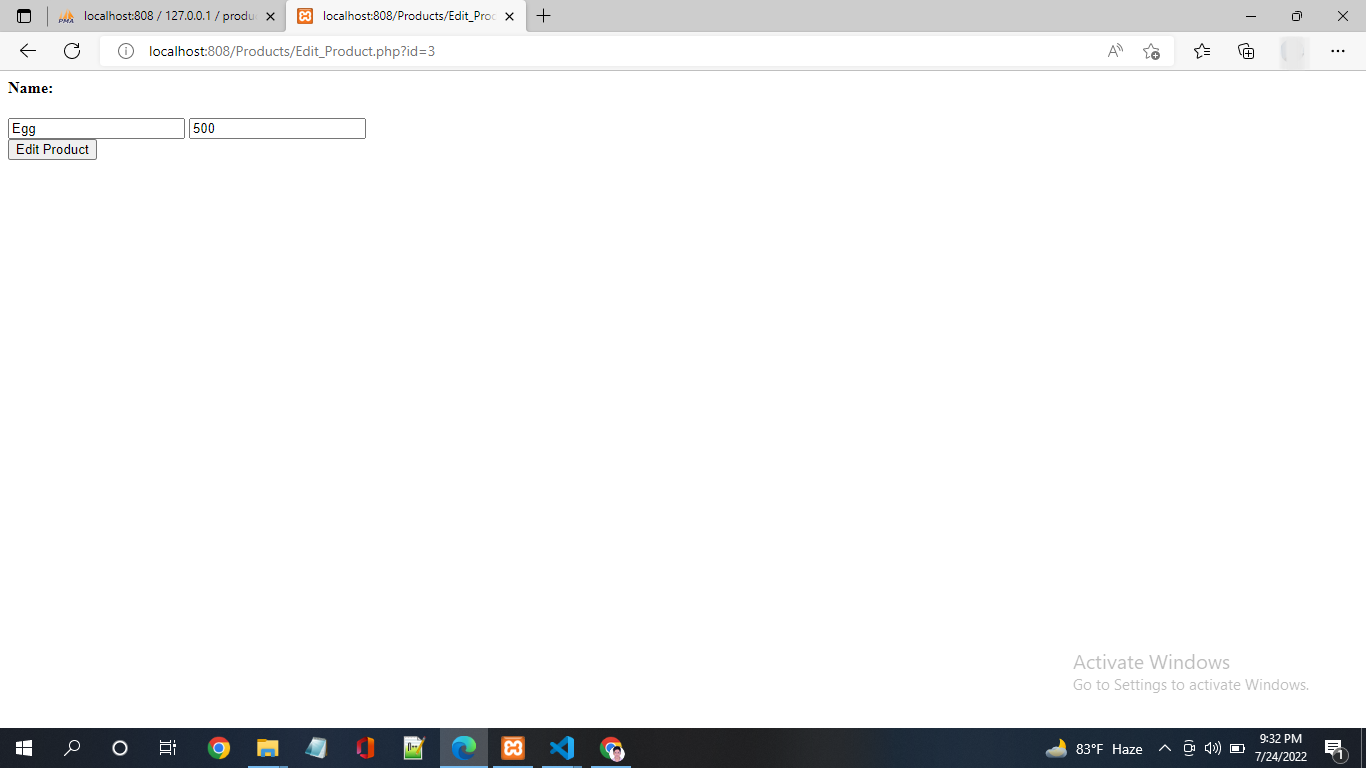 localhost:808 / 127.0.0.1 / produ
localhost:808/Products/Edit_Proc
localhost:808/Products/Edit_Product.php?id=3
Name:
Egg
500
Edit Product
Activate Windows
Go to Settings to activate Windows.
83°F Haze
9:32 PM
7/24/2022
1